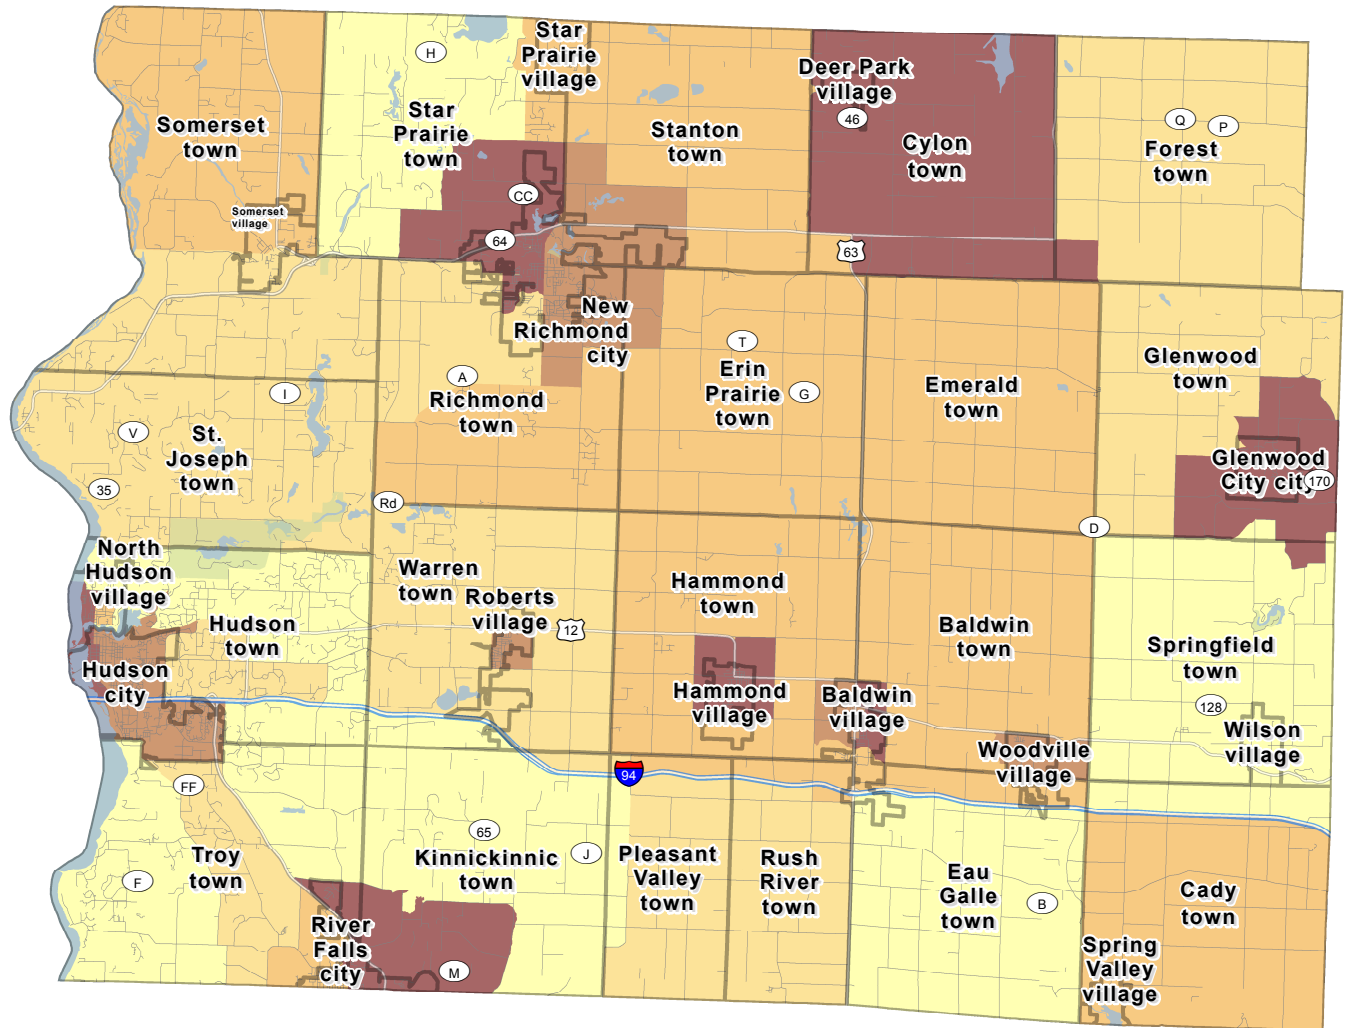 Star
Prairie
village
H
Deer Park
village
46
Star
Prairie
town
Somerset
town
Stanton
town
Cylon
town
Q
P
Forest
town
CC
Somerset
village
64
63
New
Richmond
city
T
Erin
Prairie
town
G
Glenwood
town
A
Richmond
town
Emerald
town
I
V
St.
Joseph
town
Glenwood
City city
170
35
Rd
D
North
Hudson
village
Warren
town
Roberts
village
12
Hammond
town
Hudson
town
Baldwin
town
Springfield
town
Hudson
city
Hammond
village
Baldwin
village
128
Wilson
village
Woodville
village
94
FF
65
Kinnickinnic
town
J
Troy
town
F
Pleasant
Valley
town
Rush
River
town
Eau
Galle
town
B
Cady
town
River
Falls
city
M
Spring
Valley
village